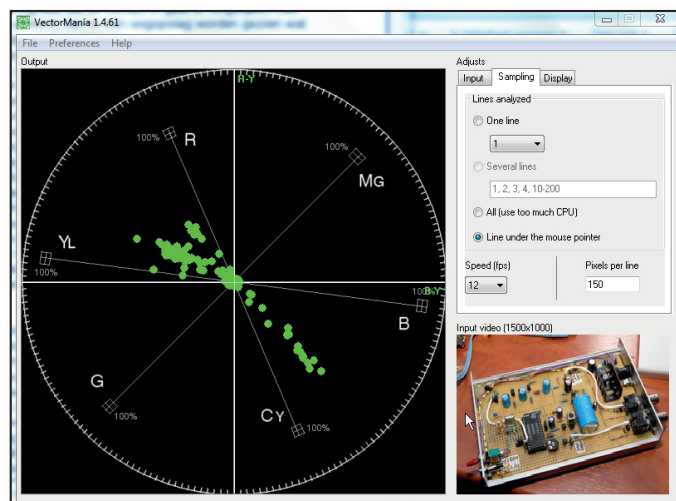 VectorManía 1.4.61
File Preferences Help
Output
R-Y
100%
R
100%
MG
YL
100%
100%
B-Y
B
G
100%
CY
100%
Adjusts
Input Sampling Display
Lines analyzed
One line
1
Several lines
1, 2, 3, 4, 10-200
All (use too much CPU)
Line under the mouse pointer
Speed (fps)
Pixels per line
12
150
Input video (1500x1000)